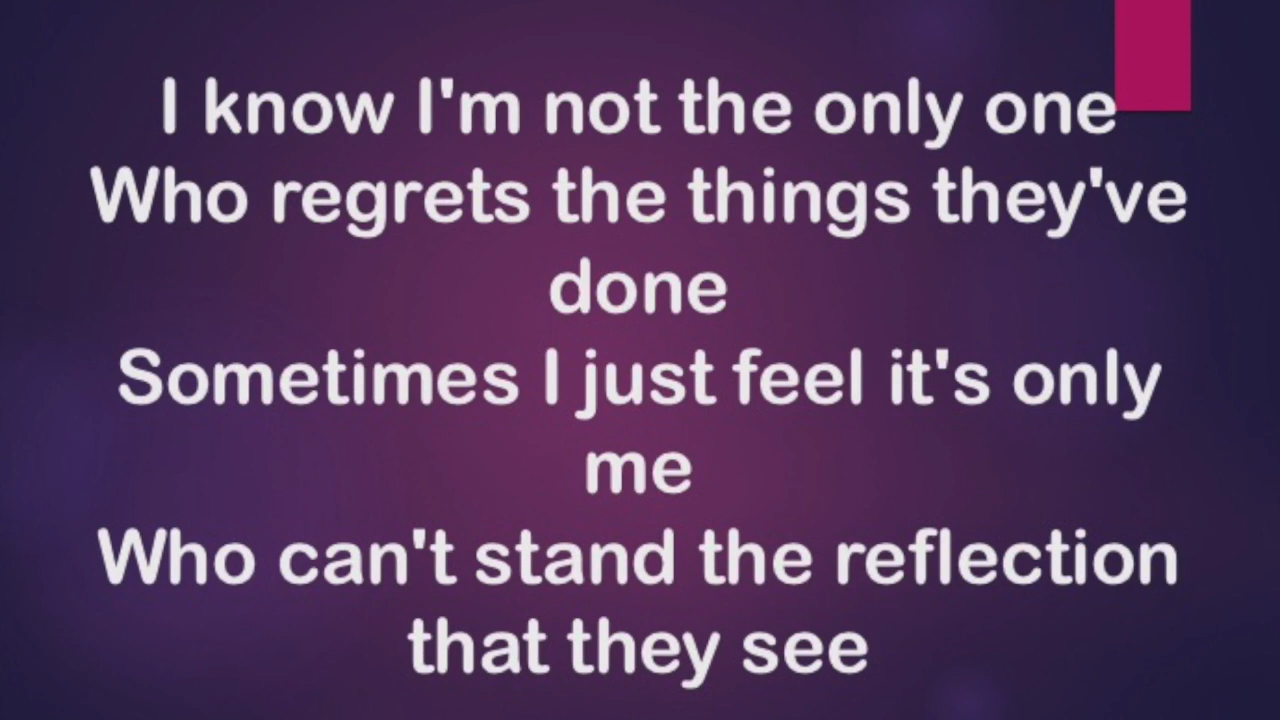 I know I'm not the only one
Who regrets the things they've
done
Sometimes I just feel it's only
me
Who can't stand the reflection
that they see